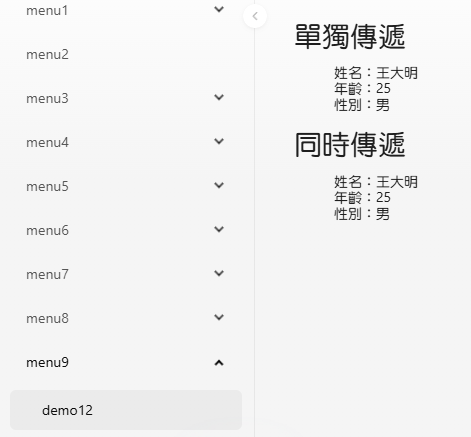 menu1
menu2
menu3
menu4
menu5
menu6
menu7
menu8
menu9
demo12
單獨傳遞
姓名：王大明
年齡：25
性別：男
同時傳遞
姓名：王大明
年齡：25
性別：男